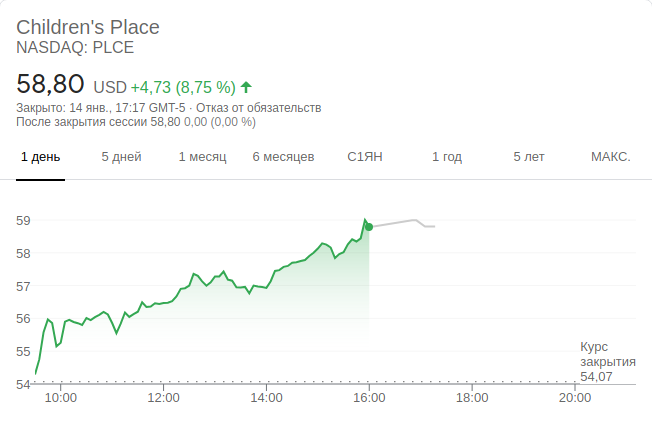 Children's Place
NASDAQ: PLCE
58,80 USD +4,73 (8,75 %)
Закрыто: 14 янв., 17:17 GMT-5 · Отказ от обязательств
После закрытия сессии 58,80 0,00 (0,00 %)
1 день 5 дней 1 месяц 6 месяцев С1ЯН 1 год 5 лет МАКС.
59
58
57
56
55
54
Курс
закрытия
54,07
10:00 12:00 14:00 16:00 18:00 20:00